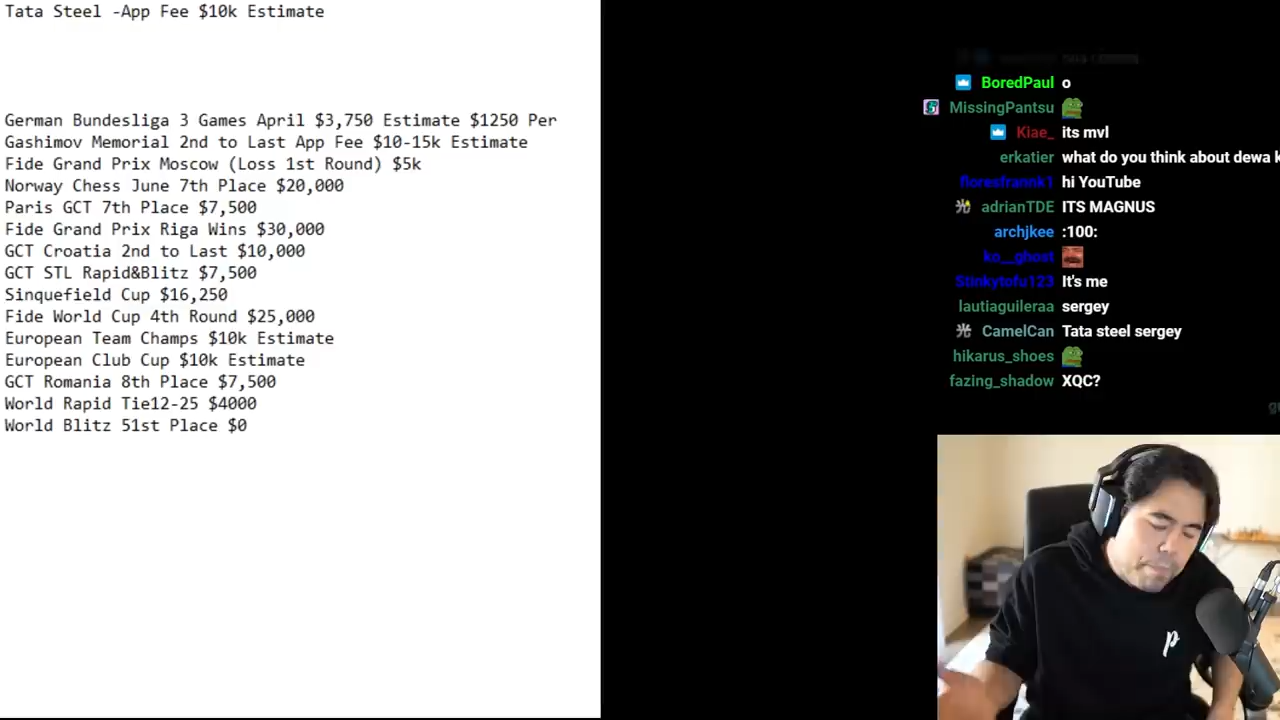 Tata Steel -App Fee $10k Estimate
German Bundesliga 3 Games April $3,750 Estimate $1250 Per
Gashimov Memorial 2nd to Last App Fee $10-15k Estimate
Fide Grand Prix Moscow (Loss 1st Round) $5k
Norway Chess June 7th Place $20,000
Paris GCT 7th Place $7,500
Fide Grand Prix Riga Wins $30,000
GCT Croatia 2nd to Last $10,000
GCT STL Rapid&Blitz $7,500
Sinquefield Cup $16,250
Fide World Cup 4th Round $25,000
European Team Champs $10k Estimate
European Club Cup $10k Estimate
GCT Romania 8th Place $7,500
World Rapid Tie12-25 $4000
World Blitz 51st Place $0
BoredPaul o
MissingPantsu
Kiae_ its mvl
erkatier what do you think about dewa k
floresfrannk1 hi YouTube
adrianTDE ITS MAGNUS
archjkee :100:
ko__ghost
Stinkytofu123 It's me
lautiaguileraa sergey
CamelCan Tata steel sergey
hikarus_shoes
fazing_shadow XQC?
p